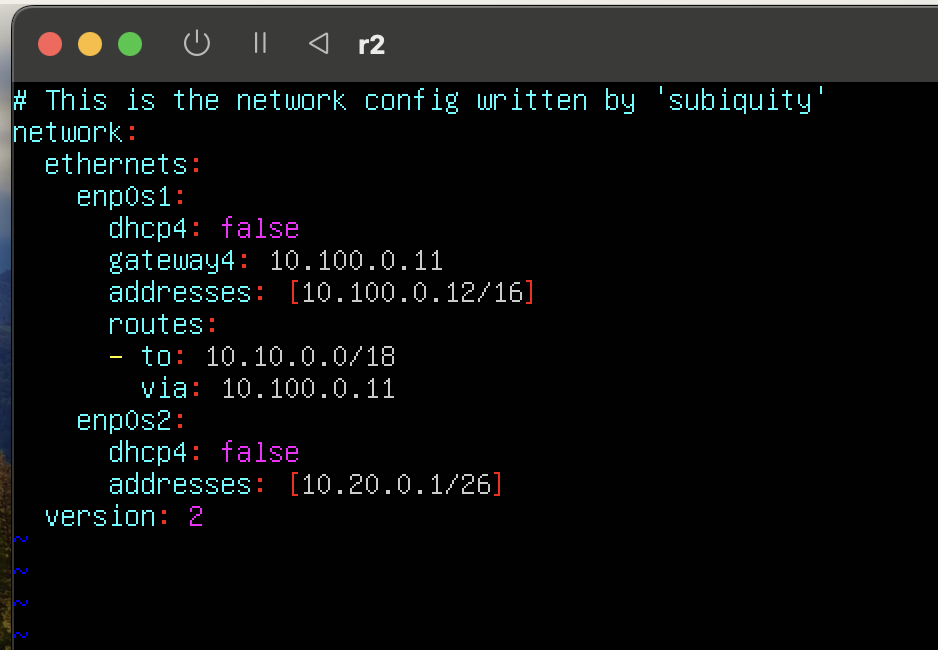 r2
# This is the network config written by 'subiquity'
network:
  ethernets:
    enp0s1:
      dhcp4: false
      gateway4: 10.100.0.11
      addresses: [10.100.0.12/16]
      routes:
      - to: 10.10.0.0/18
        via: 10.100.0.11
    enp0s2:
      dhcp4: false
      addresses: [10.20.0.1/26]
  version: 2
~
~
~
~